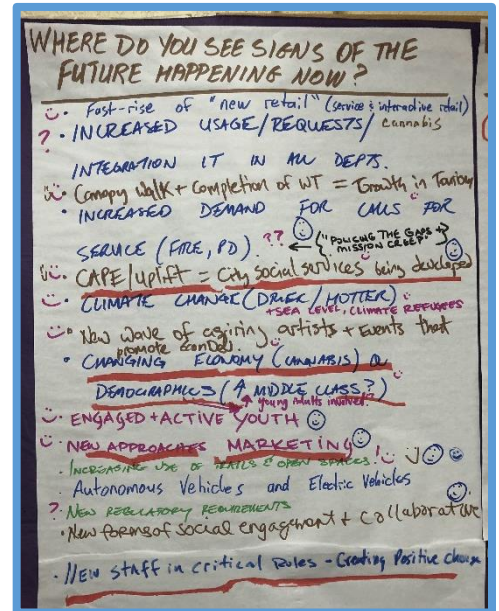 WHERE DO YOU SEE SIGNS OF THE
FUTURE HAPPENING NOW?
• Fast-rise of "new retail" (service & interactive retail)
? • INCREASED USAGE/REQUESTS/ cannabis
INTEGRATION IT IN ALL DEPTS.
• Canopy Walk + Completion of WT = Growth in Tourism
• INCREASED DEMAND FOR CALLS FOR
SERVICE (FIRE, PD) ?? ← {"POLICING THE GAPS" MISSION CREEP"
• CAPE/Uplift = City social services being developed
• CLIMATE CHANGE (DRIER/HOTTER)
+ SEA LEVEL, CLIMATE REFUGEES
• New wave of aspiring artists + Events that
promote EconDev
• CHANGING ECONOMY (CANNABIS) &
DEMOGRAPHICS (↑ MIDDLE CLASS?)
↑ young adults involved?
• ENGAGED + ACTIVE YOUTH
• NEW APPROACHES MARKETING
• INCREASING USE OF TRAILS & OPEN SPACES !
• Autonomous Vehicles and Electric Vehicles
? • NEW REGULATORY REQUIREMENTS
• New forms of social engagement + collaborative
• NEW Staff in critical Roles - Creating Positive change